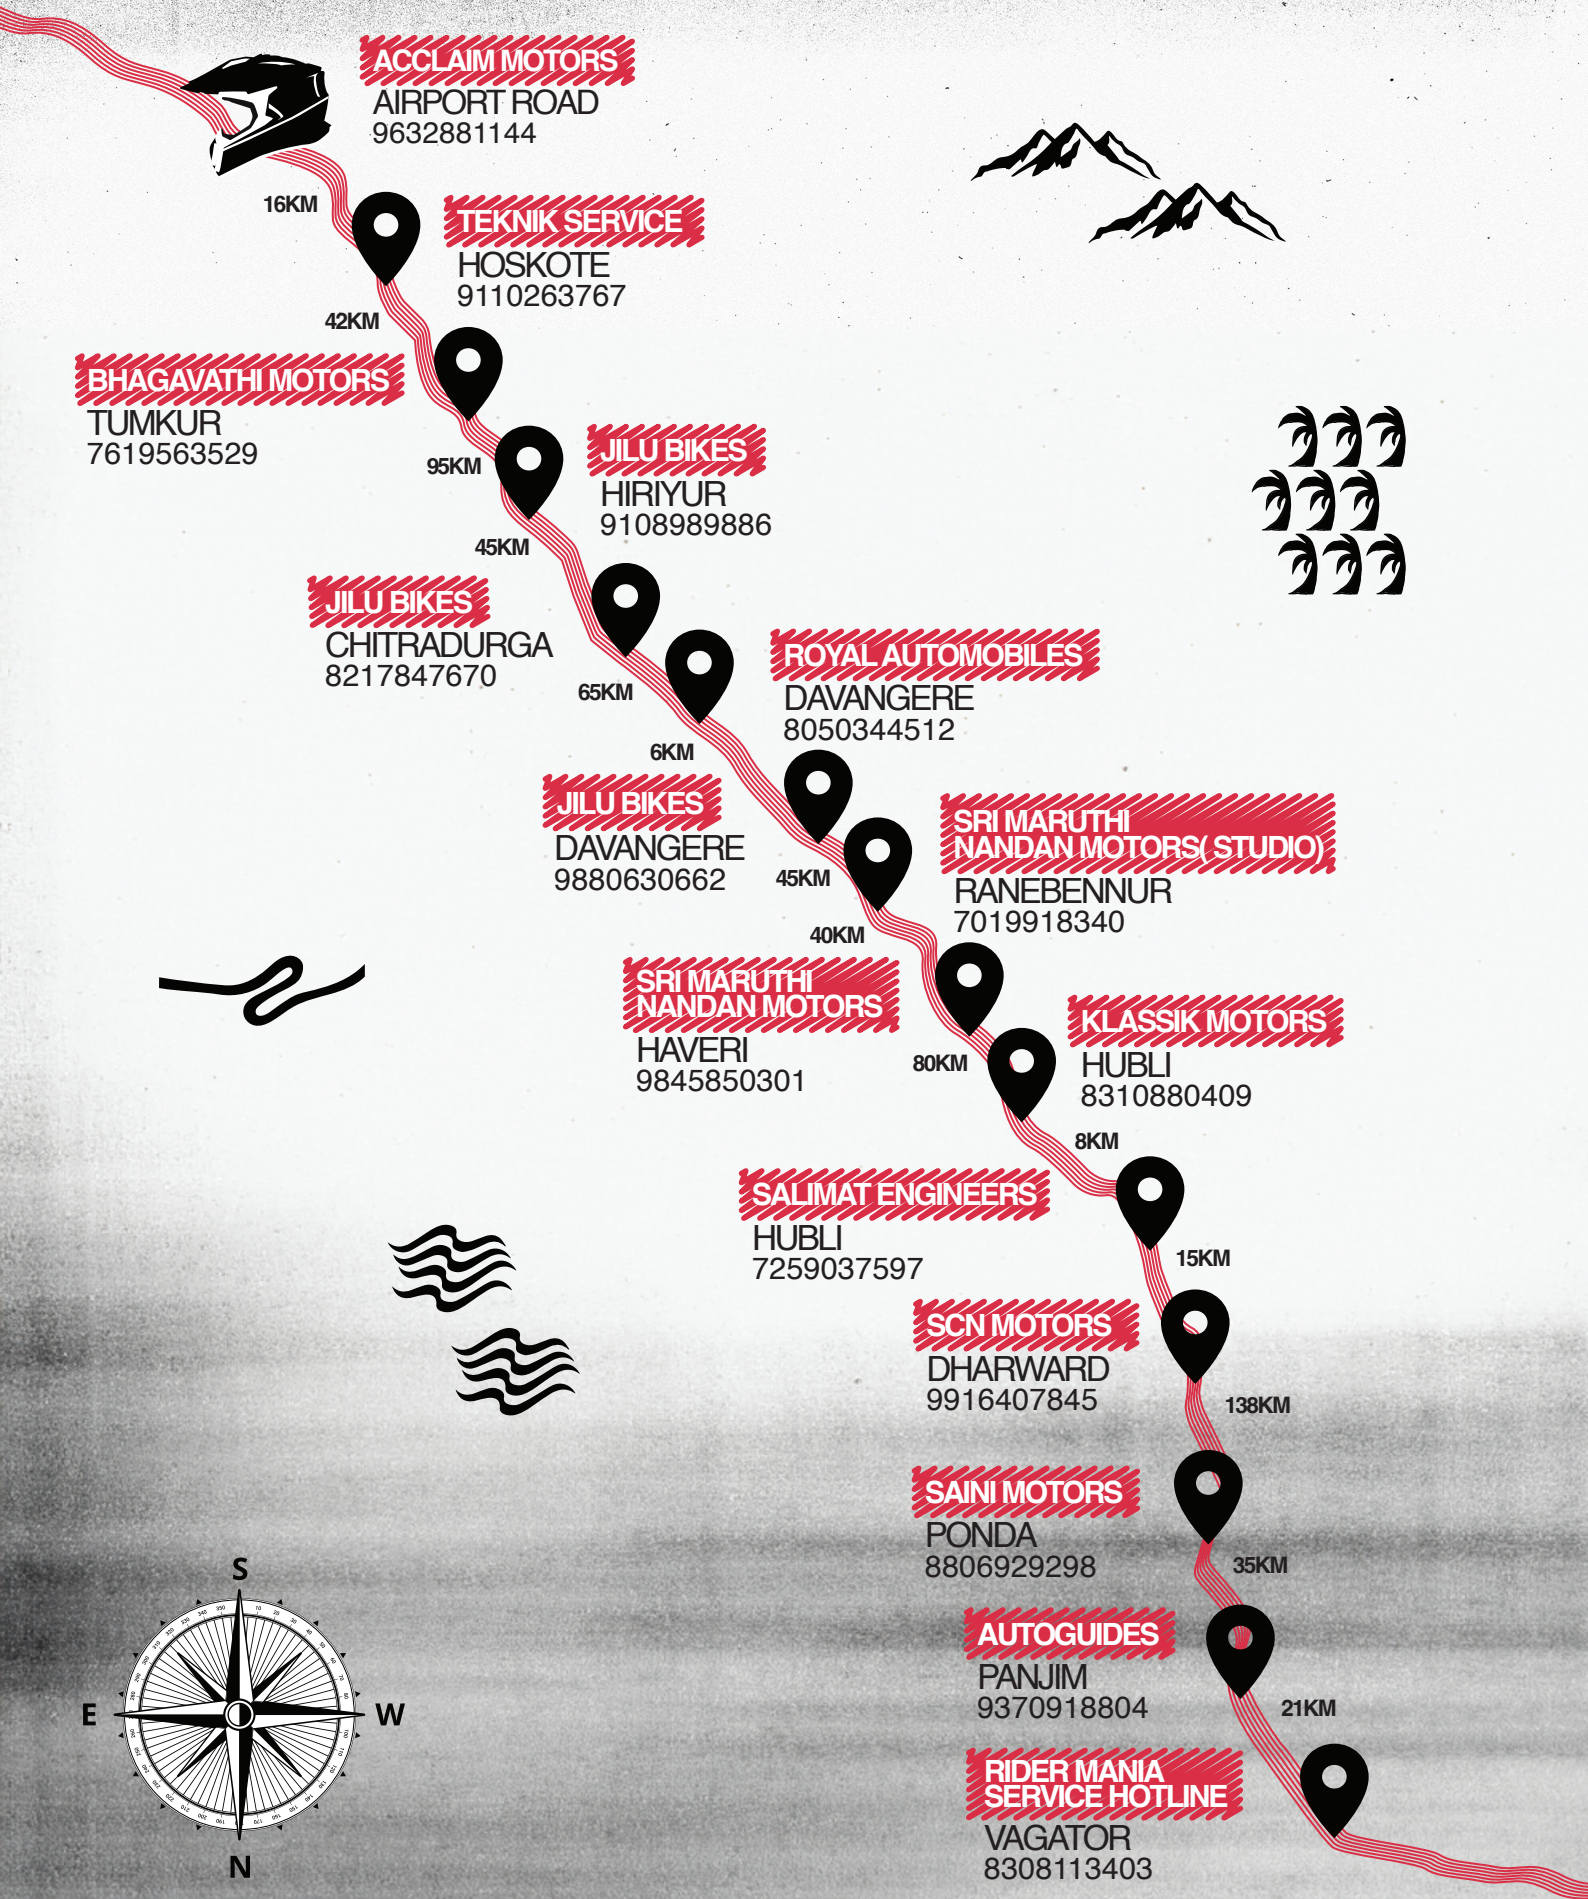 ACCLAIM MOTORS
AIRPORT ROAD
9632881144
16KM
TEKNIK SERVICE
HOSKOTE
9110263767
42KM
BHAGAVATHI MOTORS
TUMKUR
7619563529
95KM
JILU BIKES
HIRIYUR
9108989886
45KM
JILU BIKES
CHITRADURGA
8217847670
65KM
ROYAL AUTOMOBILES
DAVANGERE
8050344512
6KM
JILU BIKES
DAVANGERE
9880630662
45KM
SRI MARUTHI
NANDAN MOTORS( STUDIO)
RANEBENNUR
7019918340
40KM
SRI MARUTHI
NANDAN MOTORS
HAVERI
9845850301
80KM
KLASSIK MOTORS
HUBLI
8310880409
8KM
SALIMAT ENGINEERS
HUBLI
7259037597
15KM
SCN MOTORS
DHARWARD
9916407845
138KM
SAINI MOTORS
PONDA
8806929298
35KM
AUTOGUIDES
PANJIM
9370918804
21KM
RIDER MANIA
SERVICE HOTLINE
VAGATOR
8308113403
S
E
W
N